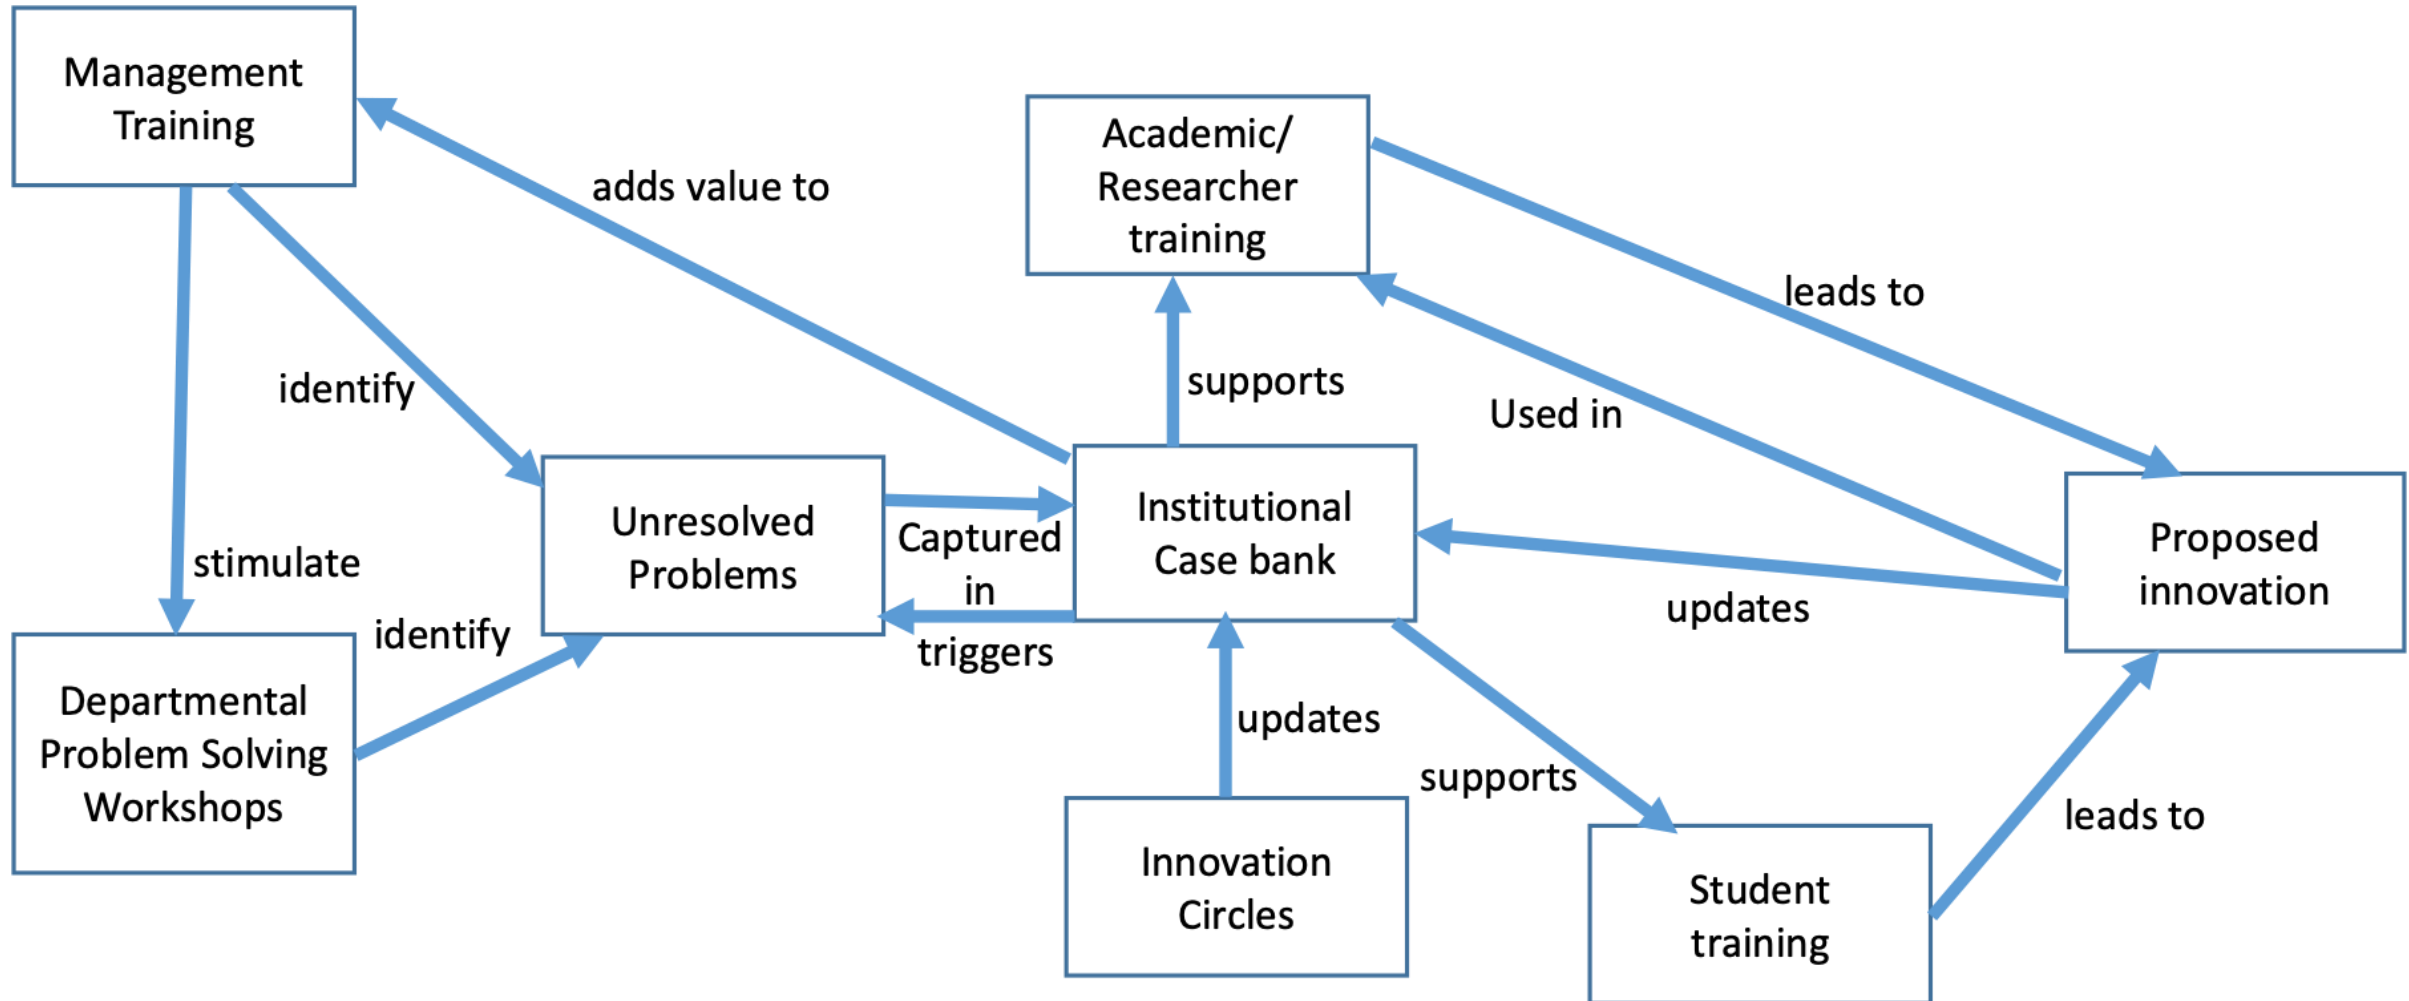 Management
Training
adds value to
Academic/
Researcher
training
leads to
identify
supports
Used in
Unresolved
Problems
Captured
in
triggers
Institutional
Case bank
Proposed
innovation
updates
stimulate
identify
Departmental
Problem Solving
Workshops
updates
supports
leads to
Innovation
Circles
Student
training